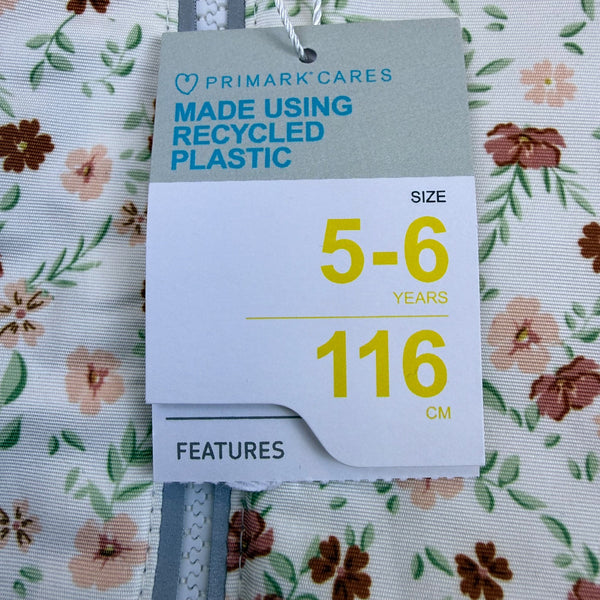 PRIMARK® CARES
MADE USING
RECYCLED
PLASTIC
SIZE
5-6
YEARS
116
CM
FEATURES